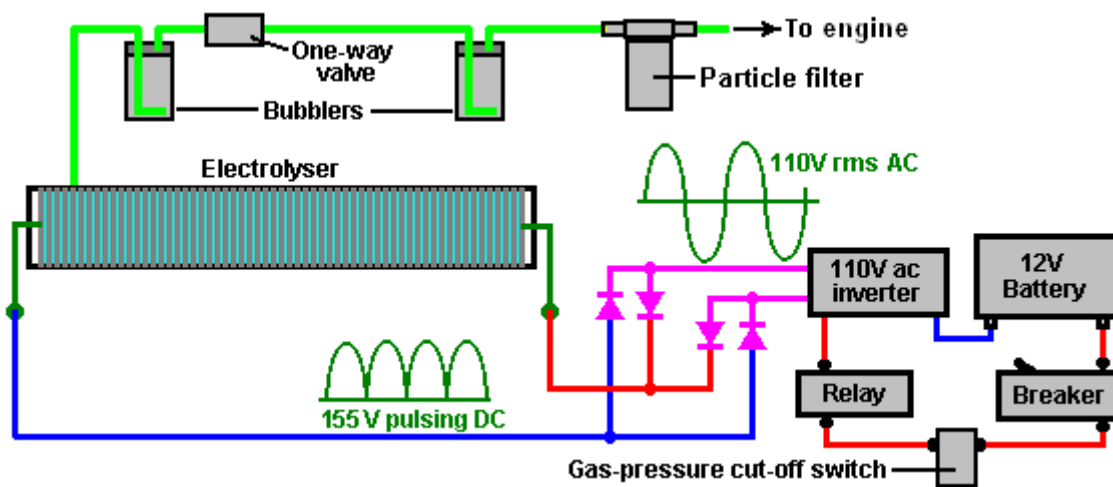 To engine
One-way
valve
Particle filter
Bubblers
Electrolyser
110V rms AC
110V ac
inverter
12V
Battery
155 V pulsing DC
Relay
Breaker
Gas-pressure cut-off switch